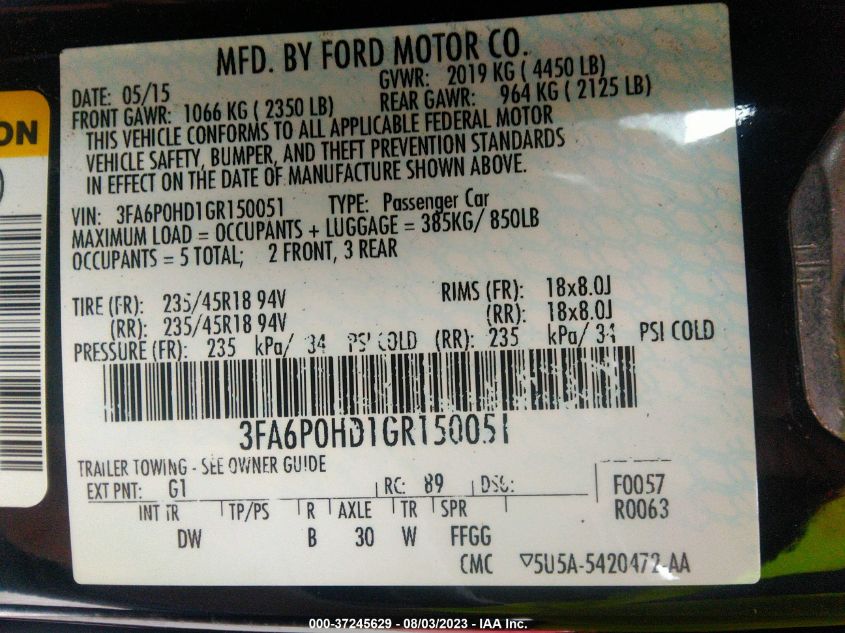 MFD. BY FORD MOTOR CO.
DATE: 05/15 GVWR: 2019 KG ( 4450 LB)
FRONT GAWR: 1066 KG ( 2350 LB) REAR GAWR: 964 KG ( 2125 LB)
THIS VEHICLE CONFORMS TO ALL APPLICABLE FEDERAL MOTOR
VEHICLE SAFETY, BUMPER, AND THEFT PREVENTION STANDARDS
IN EFFECT ON THE DATE OF MANUFACTURE SHOWN ABOVE.
VIN: 3FA6P0HD1GR150051 TYPE: Passenger Car
MAXIMUM LOAD = OCCUPANTS + LUGGAGE = 385KG/ 850LB
OCCUPANTS = 5 TOTAL; 2 FRONT, 3 REAR
TIRE (FR): 235/45R18 94V RIMS (FR): 18x8.0J
(RR): 235/45R18 94V (RR): 18x8.0J
PRESSURE (FR): 235 kPa/ 34 PSI COLD (RR): 235 kPa/ 34 PSI COLD
3FA6P0HD1GR150051
TRAILER TOWING - SEE OWNER GUIDE
EXT PNT: G1 RC: 89 DSO: F0057
INT TR TP/PS R AXLE TR SPR R0063
DW B 30 W FFGG
CMC ▽5U5A-5420472-AA
ON
000-37245629 - 08/03/2023 - IAA Inc.